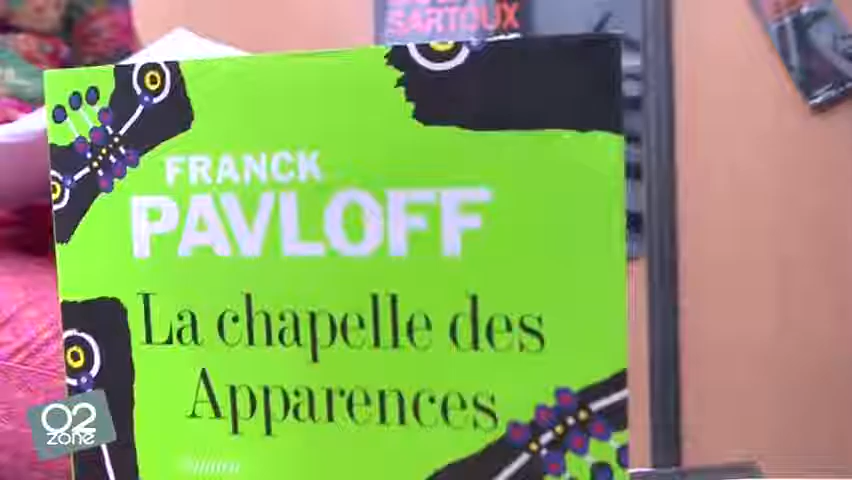 SARTOUX
FRANCK
PAVLOFF
La chapelle des
Apparences
O2
zone